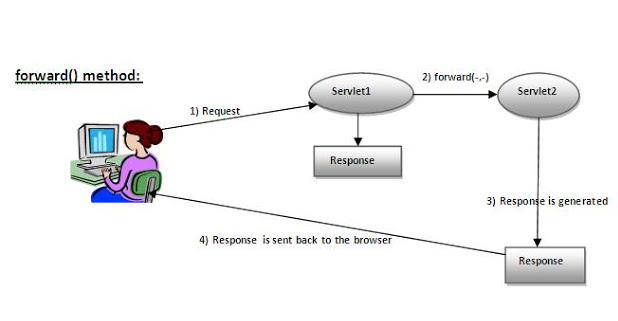 forward() method:
1) Request
Servlet1
2) forward(-,-)
Servlet2
Response
3) Response is generated
4) Response is sent back to the browser
Response